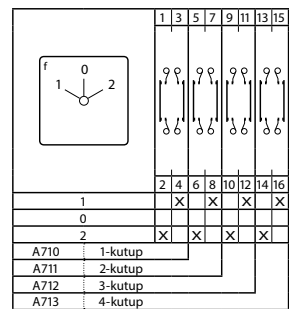 1 3 5 7 9 11 13 15
f
0
1 2
2 4 6 8 10 12 14 16
1 X X X X
0
2 X X X X
A710 1-kutup
A711 2-kutup
A712 3-kutup
A713 4-kutup